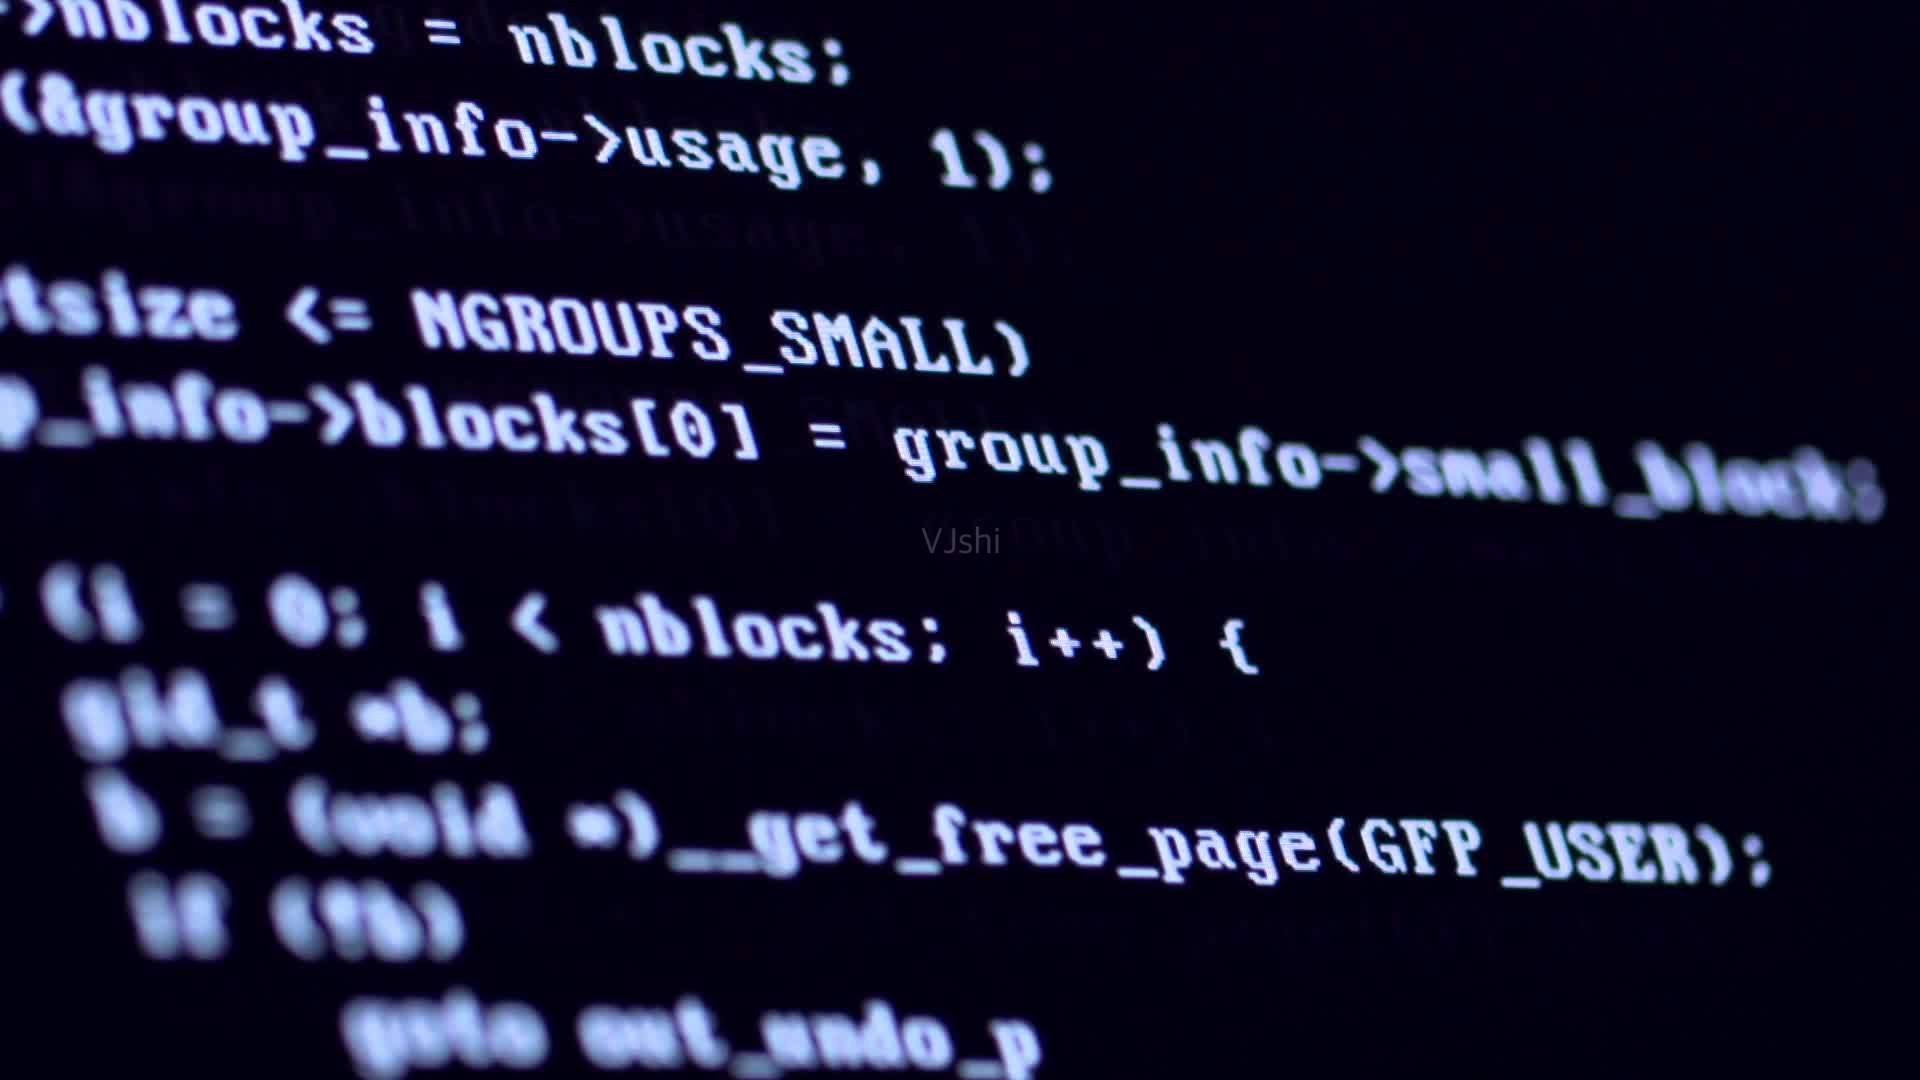 >nblocks = nblocks;
(&group_info->usage, 1);
tsize <= NGROUPS_SMALL)
p_info->blocks[0] = group_info->small_block;
VJshi
(i = 0; i < nblocks; i++) {
gid_t *b;
b = (void *)__get_free_page(GFP_USER);
if (!b)
goto out_undo_p